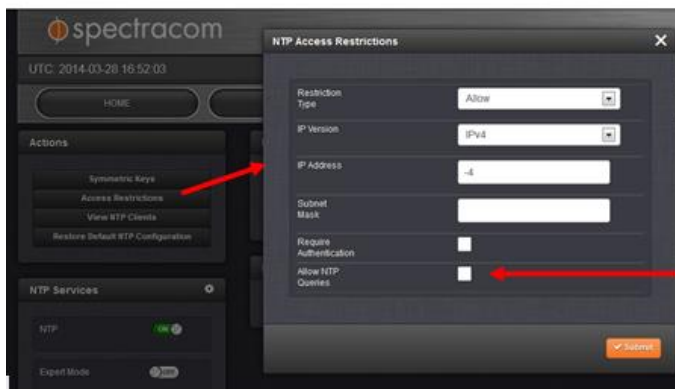 spectracom
UTC: 2014-03-28 16:52:03
HOME
Actions
Symmetric Keys
Access Restrictions
View NTP Clients
Restore Default NTP Configuration
NTP Services
NTP
ON
Expert Mode
OFF
NTP Access Restrictions
Restriction
Type
Allow
IP Version
IPv4
IP Address
-4
Subnet
Mask
Require
Authentication
Allow NTP
Queries
Submit